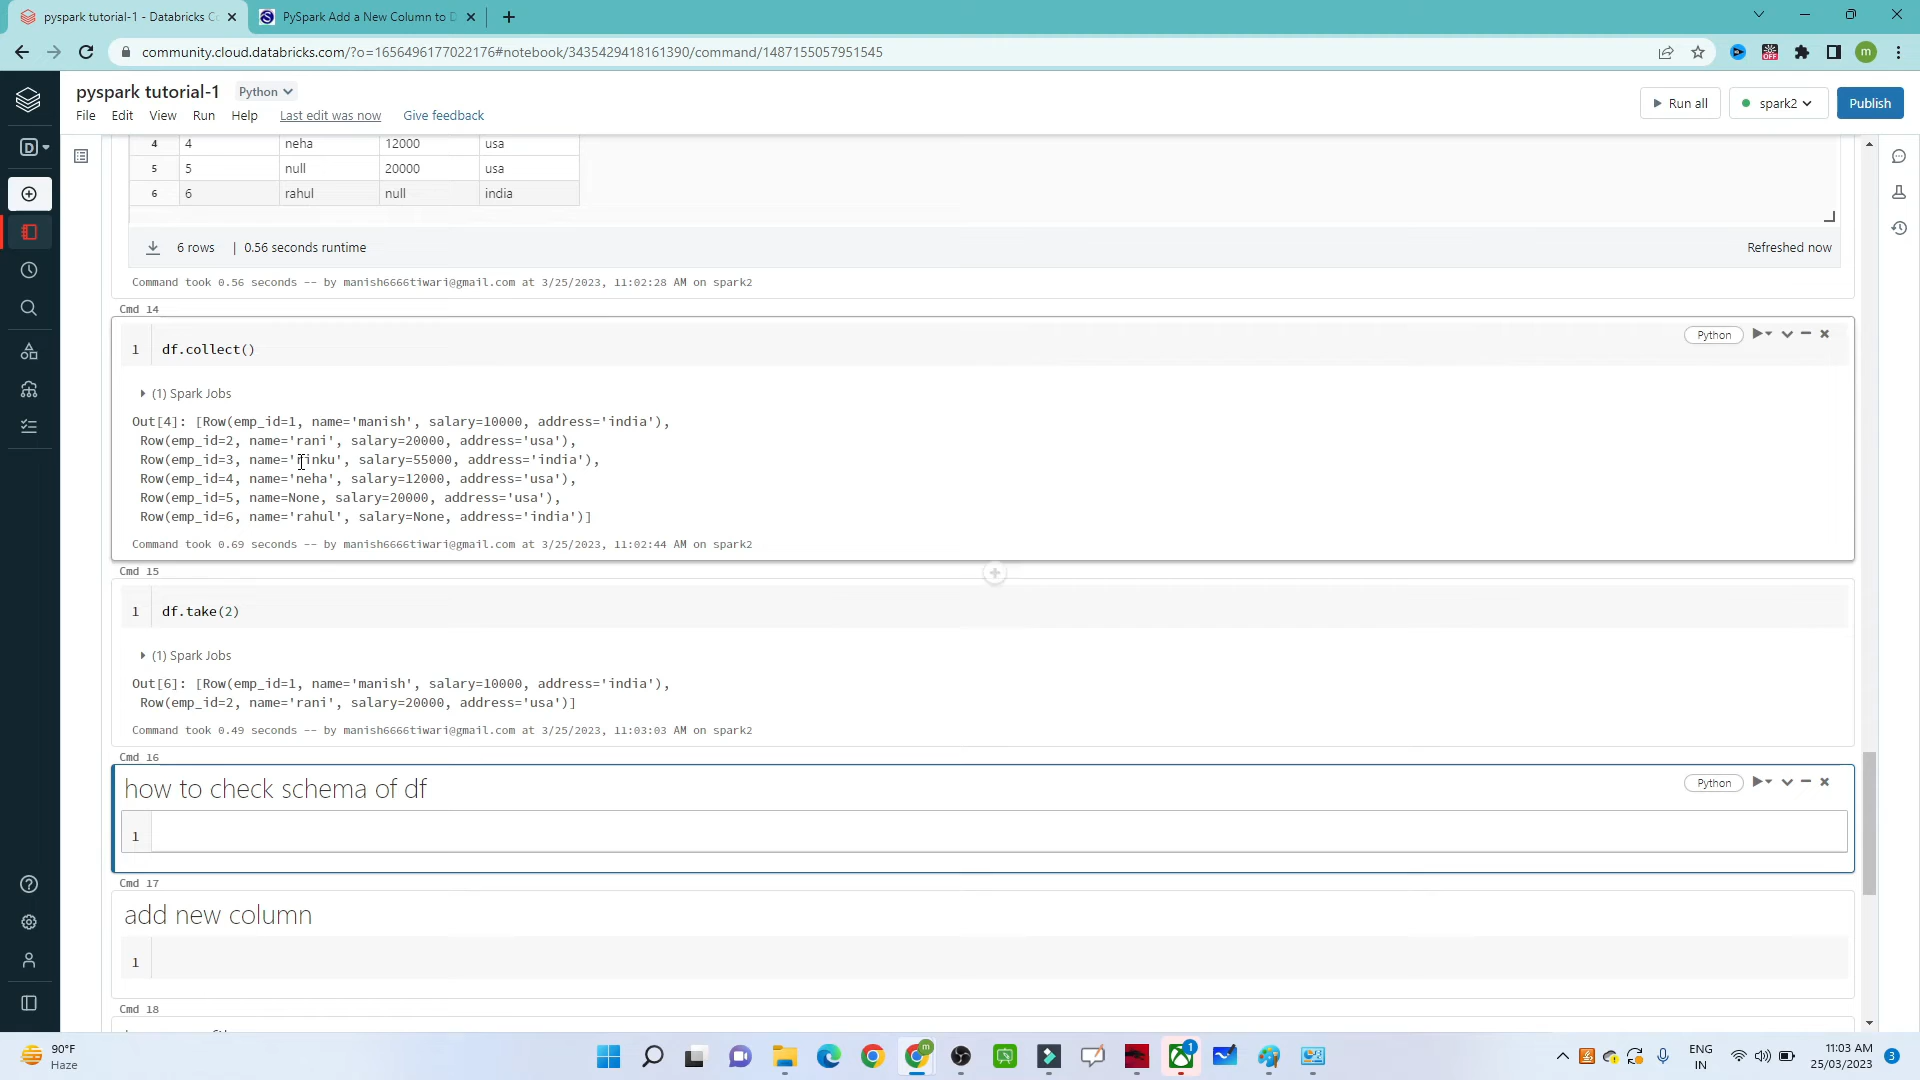 pyspark tutorial-1 - Databricks Co
PySpark Add a New Column to D
community.cloud.databricks.com/?o=1656496177022176#notebook/3435429418161390/command/1487155057951545
OFF
m
pyspark tutorial-1
Python
File Edit View Run Help Last edit was now Give feedback
Run all
spark2
Publish
D
4 4 neha 12000 usa
5 5 null 20000 usa
6 6 rahul null india
6 rows | 0.56 seconds runtime
Refreshed now
Command took 0.56 seconds -- by manish6666tiwari@gmail.com at 3/25/2023, 11:02:28 AM on spark2
Cmd 14
Python
1 df.collect()
(1) Spark Jobs
Out[4]: [Row(emp_id=1, name='manish', salary=10000, address='india'),
Row(emp_id=2, name='rani', salary=20000, address='usa'),
Row(emp_id=3, name='rinku', salary=55000, address='india'),
Row(emp_id=4, name='neha', salary=12000, address='usa'),
Row(emp_id=5, name=None, salary=20000, address='usa'),
Row(emp_id=6, name='rahul', salary=None, address='india')]
Command took 0.69 seconds -- by manish6666tiwari@gmail.com at 3/25/2023, 11:02:44 AM on spark2
Cmd 15
1 df.take(2)
(1) Spark Jobs
Out[6]: [Row(emp_id=1, name='manish', salary=10000, address='india'),
Row(emp_id=2, name='rani', salary=20000, address='usa')]
Command took 0.49 seconds -- by manish6666tiwari@gmail.com at 3/25/2023, 11:03:03 AM on spark2
Cmd 16
how to check schema of df
Python
1
Cmd 17
add new column
1
Cmd 18
90°F
Haze
m
1
ENG
IN
11:03 AM
25/03/2023
3